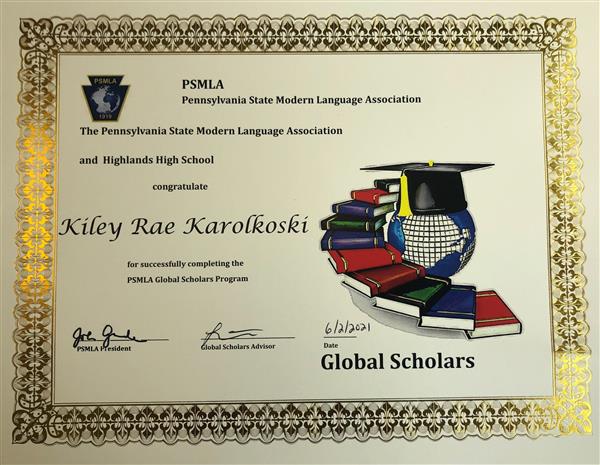 PSMLA
1919
PSMLA
Pennsylvania State Modern Language Association
The Pennsylvania State Modern Language Association
and Highlands High School
congratulate
Kiley Rae Karolkoski
for successfully completing the
PSMLA Global Scholars Program
6/2/2021
PSMLA President
Global Scholars Advisor
Date
Global Scholars